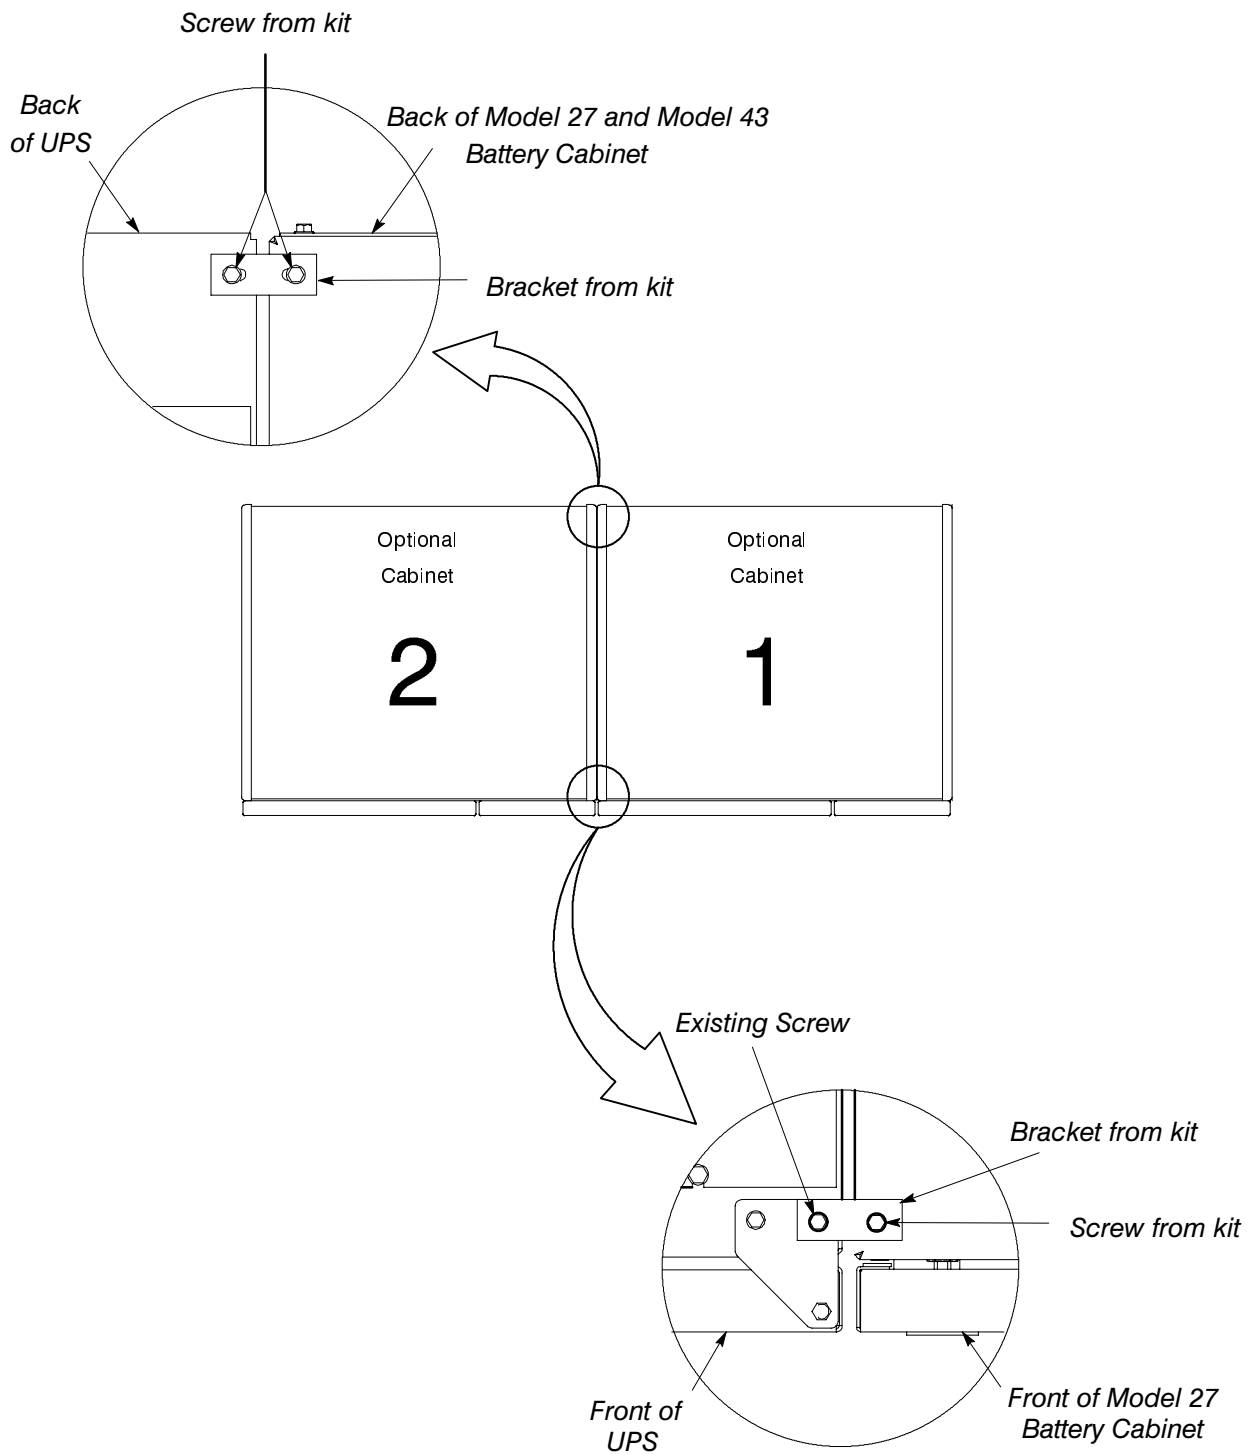 Screw from kit
Back
of UPS
Back of Model 27 and Model 43
Battery Cabinet
Bracket from kit
Optional
Cabinet
2
Optional
Cabinet
1
Existing Screw
Bracket from kit
Screw from kit
Front of
UPS
Front of Model 27
Battery Cabinet